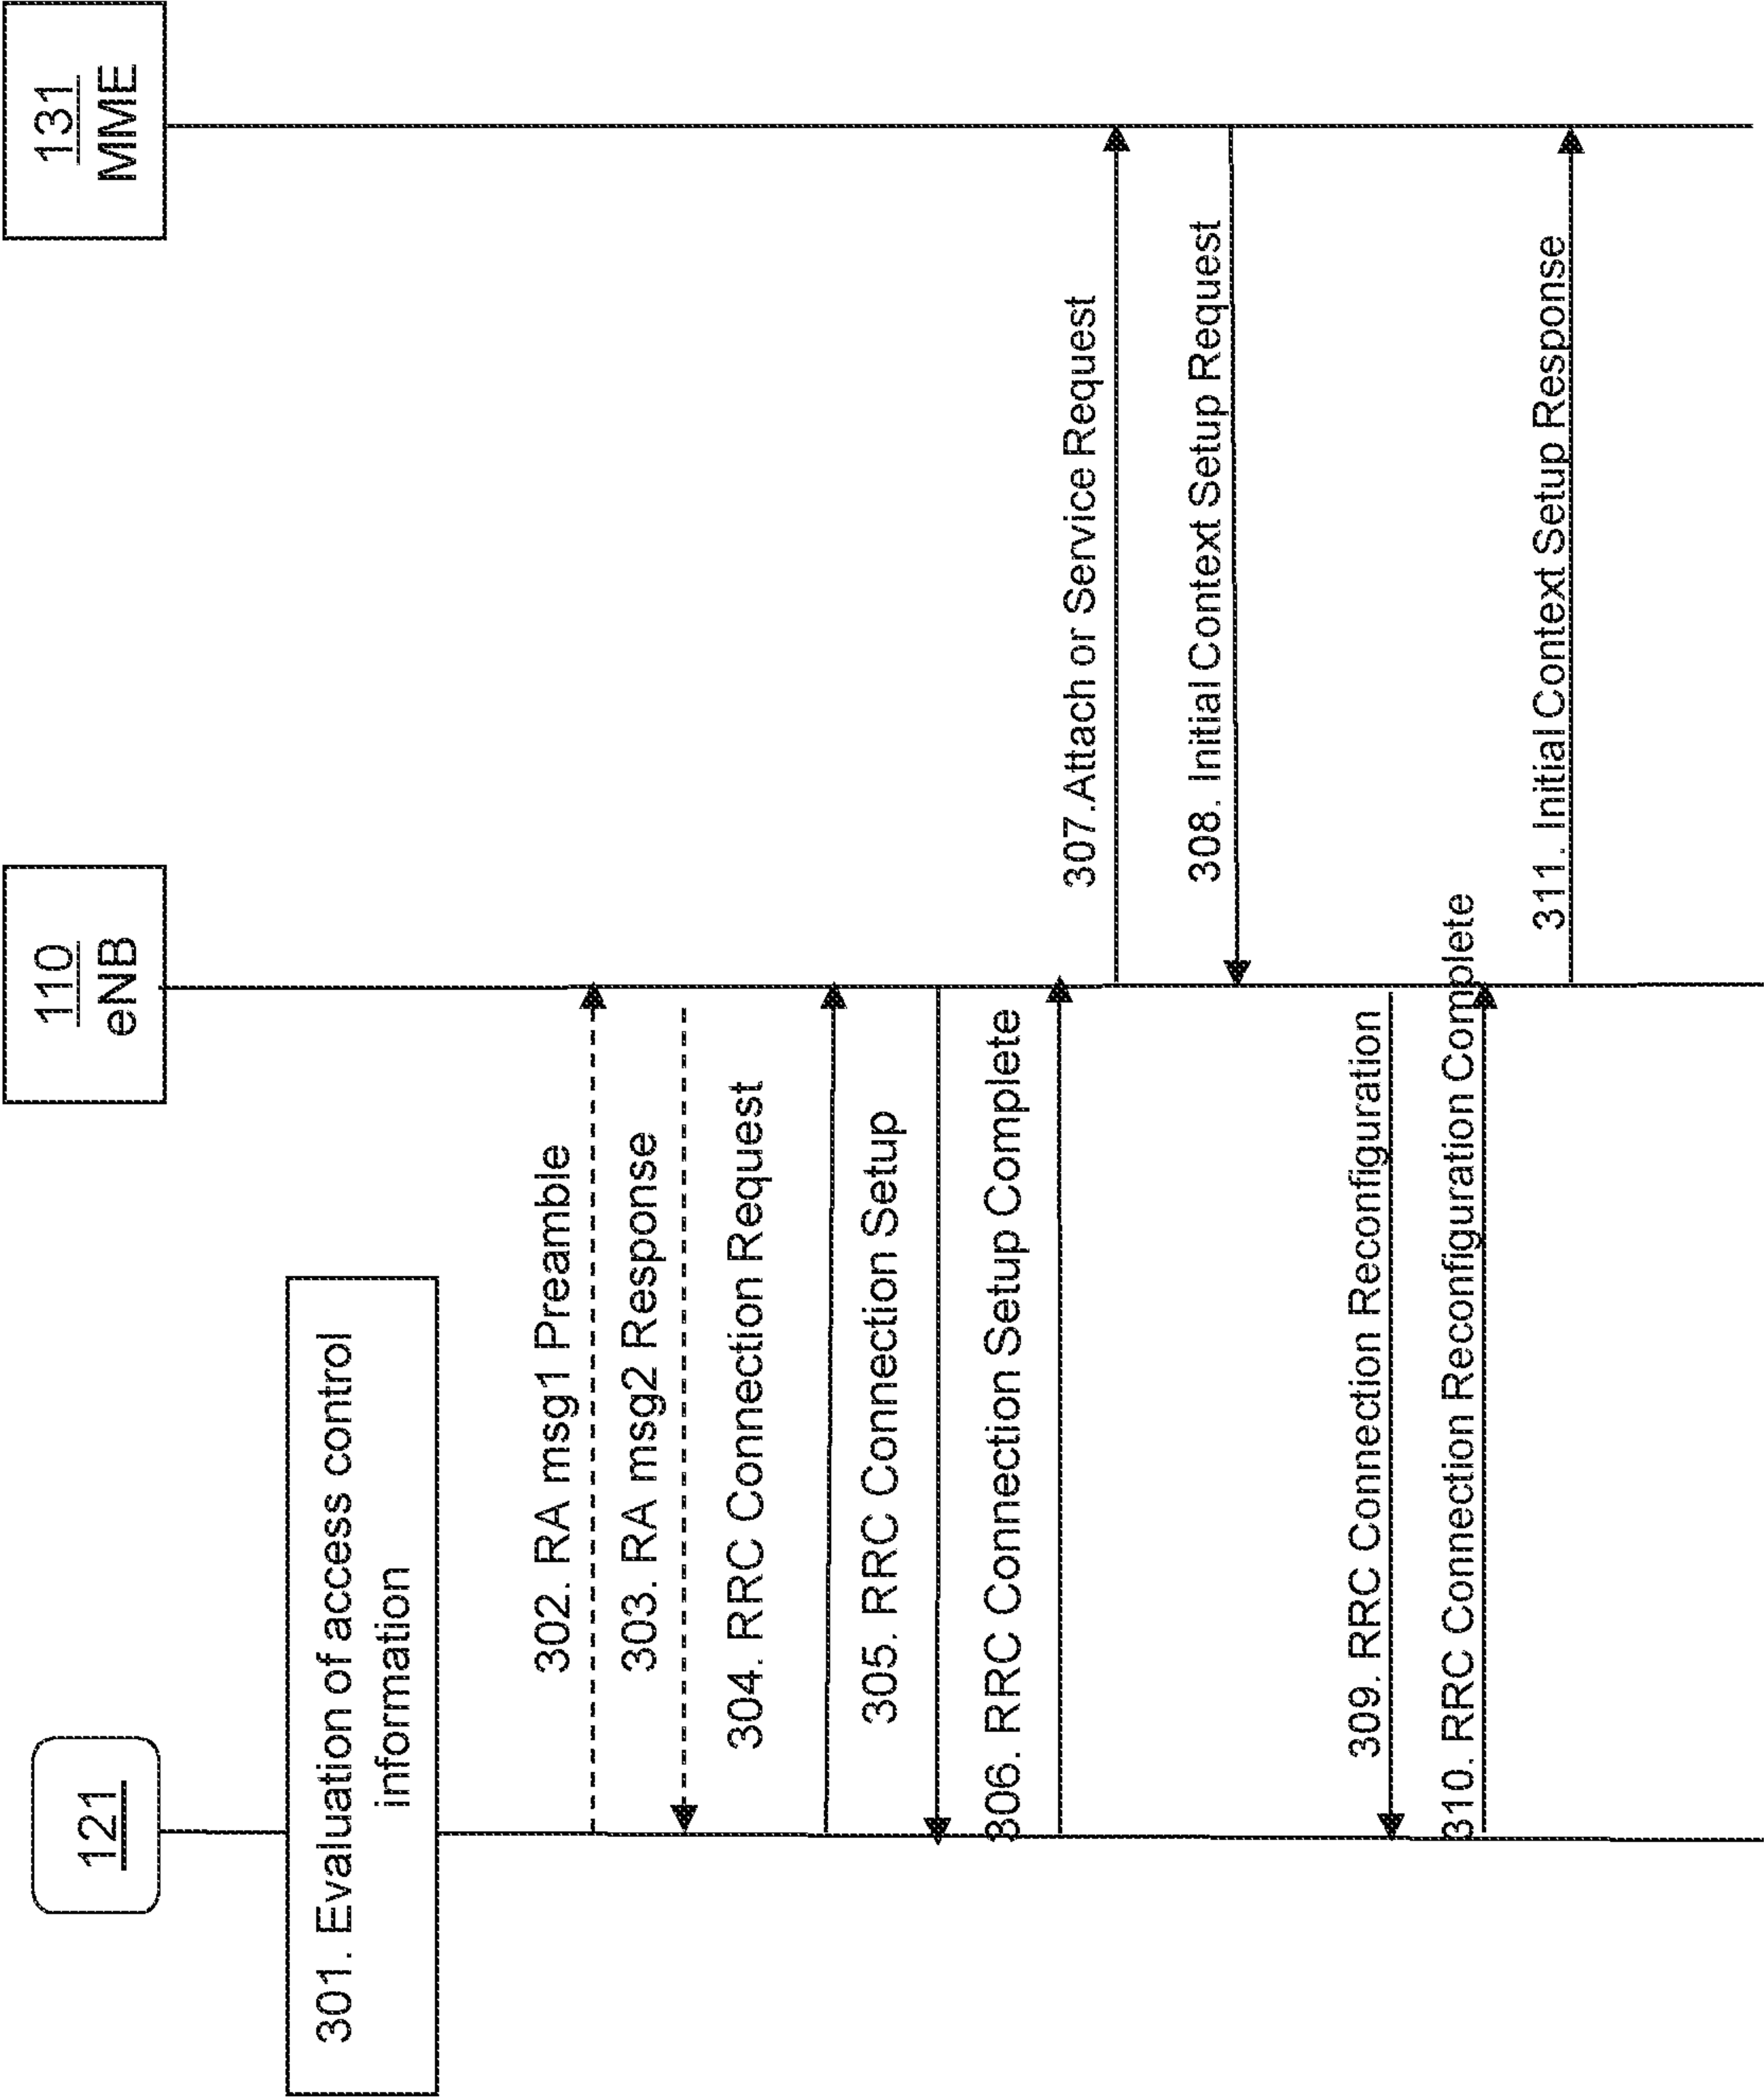 121
110
eNB
131
MME
301. Evaluation of access control
information
302. RA msg1 Preamble
303. RA msg2 Response
304. RRC Connection Request
305. RRC Connection Setup
306. RRC Connection Setup Complete
307.Attach or Service Request
308. Initial Context Setup Request
309. RRC Connection Reconfiguration
310. RRC Connection Reconfiguration Complete
311. Initial Context Setup Response